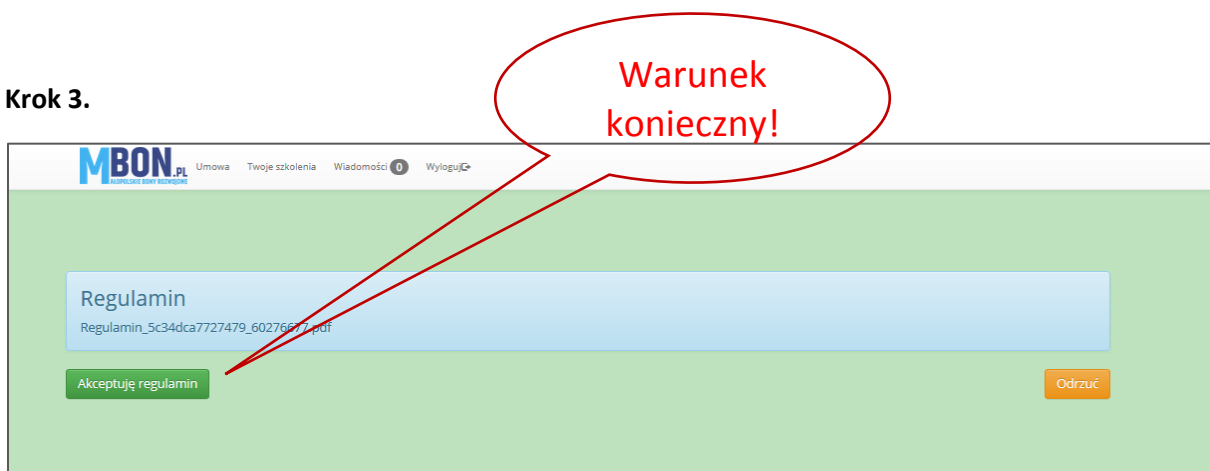 Warunek
konieczny!
Krok 3.
MBON.PL Umowa Twoje szkolenia Wiadomości 0 Wyloguj
MAŁOPOLSKIE BONY ROZWOJOWE
Regulamin
Regulamin_5c34dca7727479_60276677.pdf
Akceptuję regulamin Odrzuć